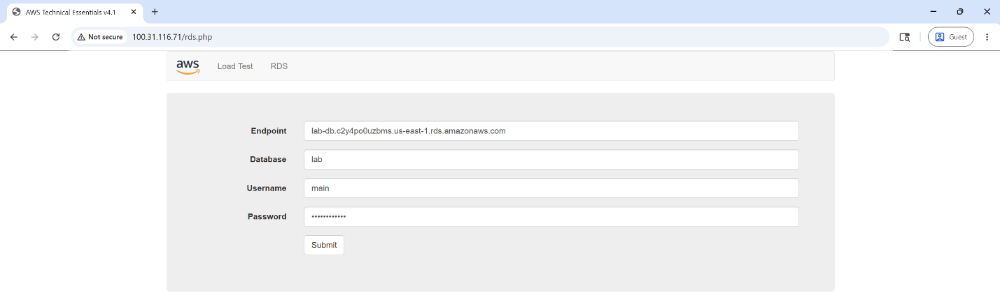 AWS Technical Essentials v4.1
Not secure 100.31.116.71/rds.php Guest
aws Load Test RDS
Endpoint lab-db.c2y4po0uzbms.us-east-1.rds.amazonaws.com
Database lab
Username main
Password ••••••••••••
Submit